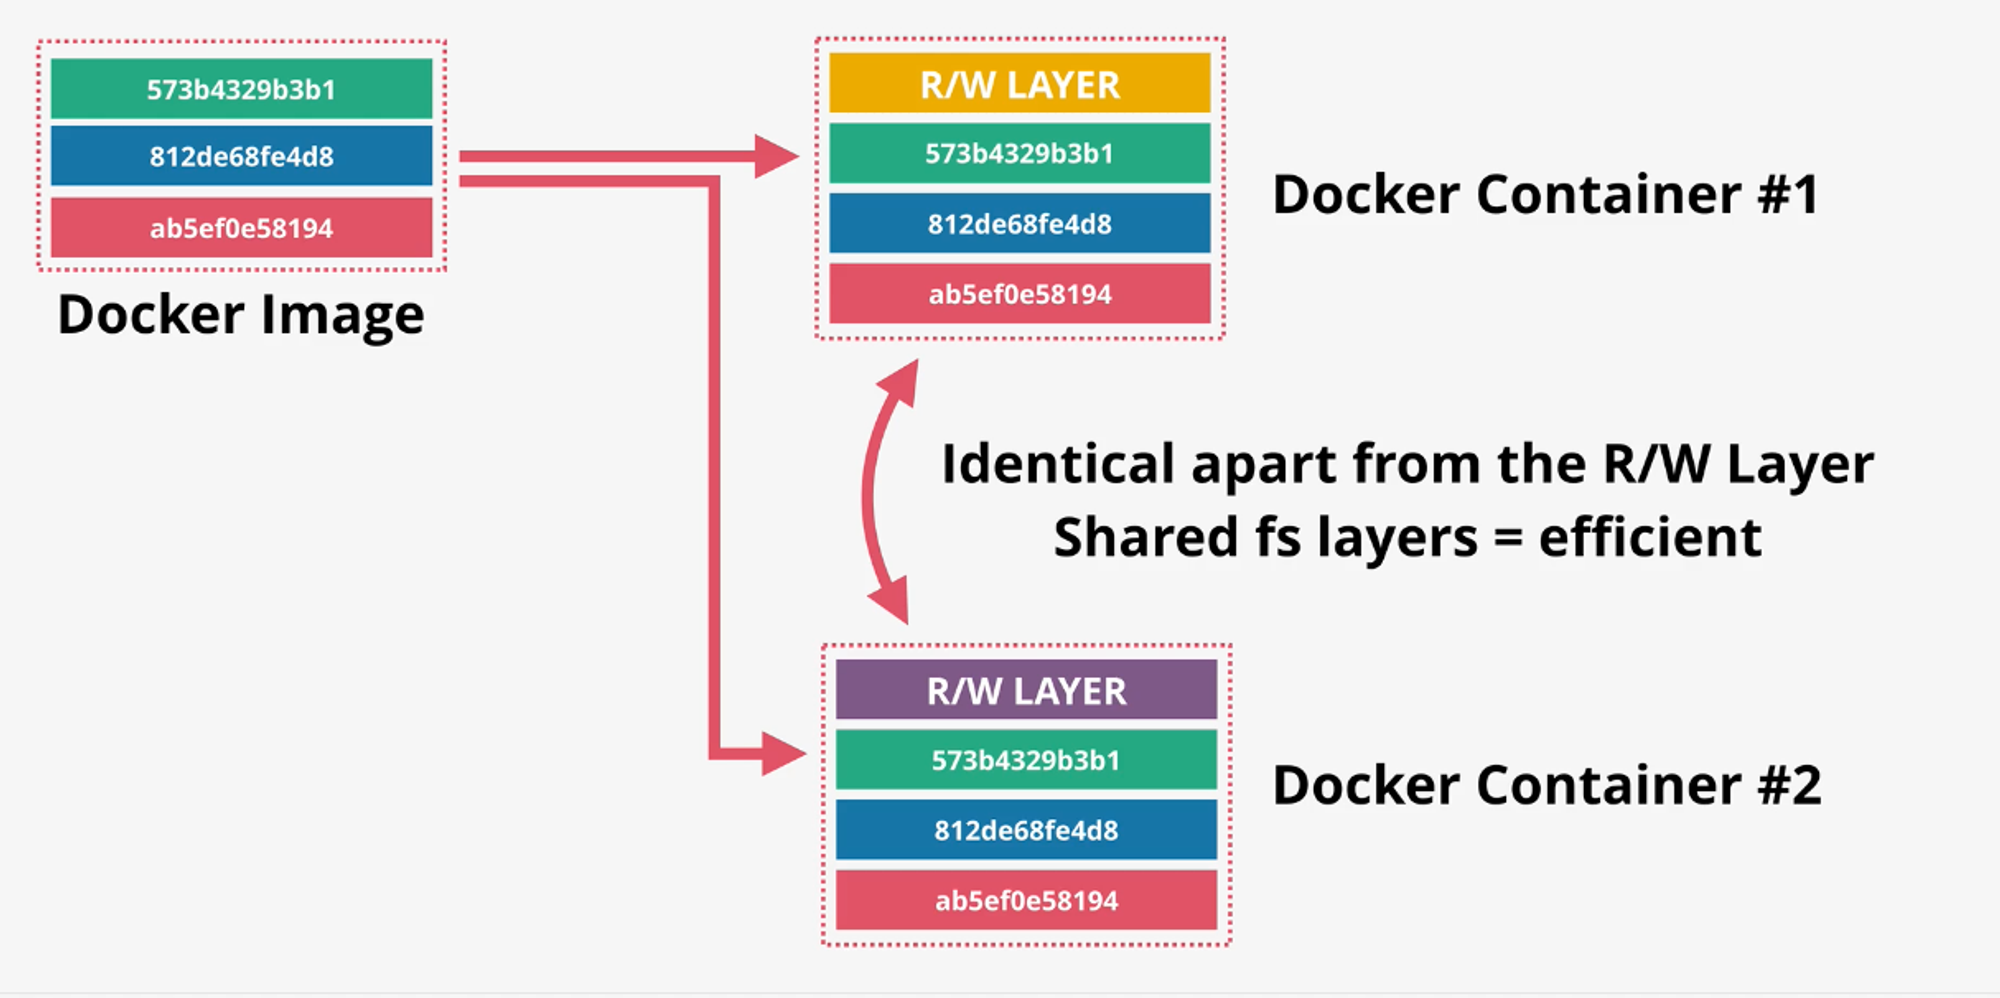 573b4329b3b1
812de68fe4d8
ab5ef0e58194
Docker Image
R/W LAYER
573b4329b3b1
812de68fe4d8
ab5ef0e58194
Docker Container #1
Identical apart from the R/W Layer
Shared fs layers = efficient
R/W LAYER
573b4329b3b1
812de68fe4d8
ab5ef0e58194
Docker Container #2